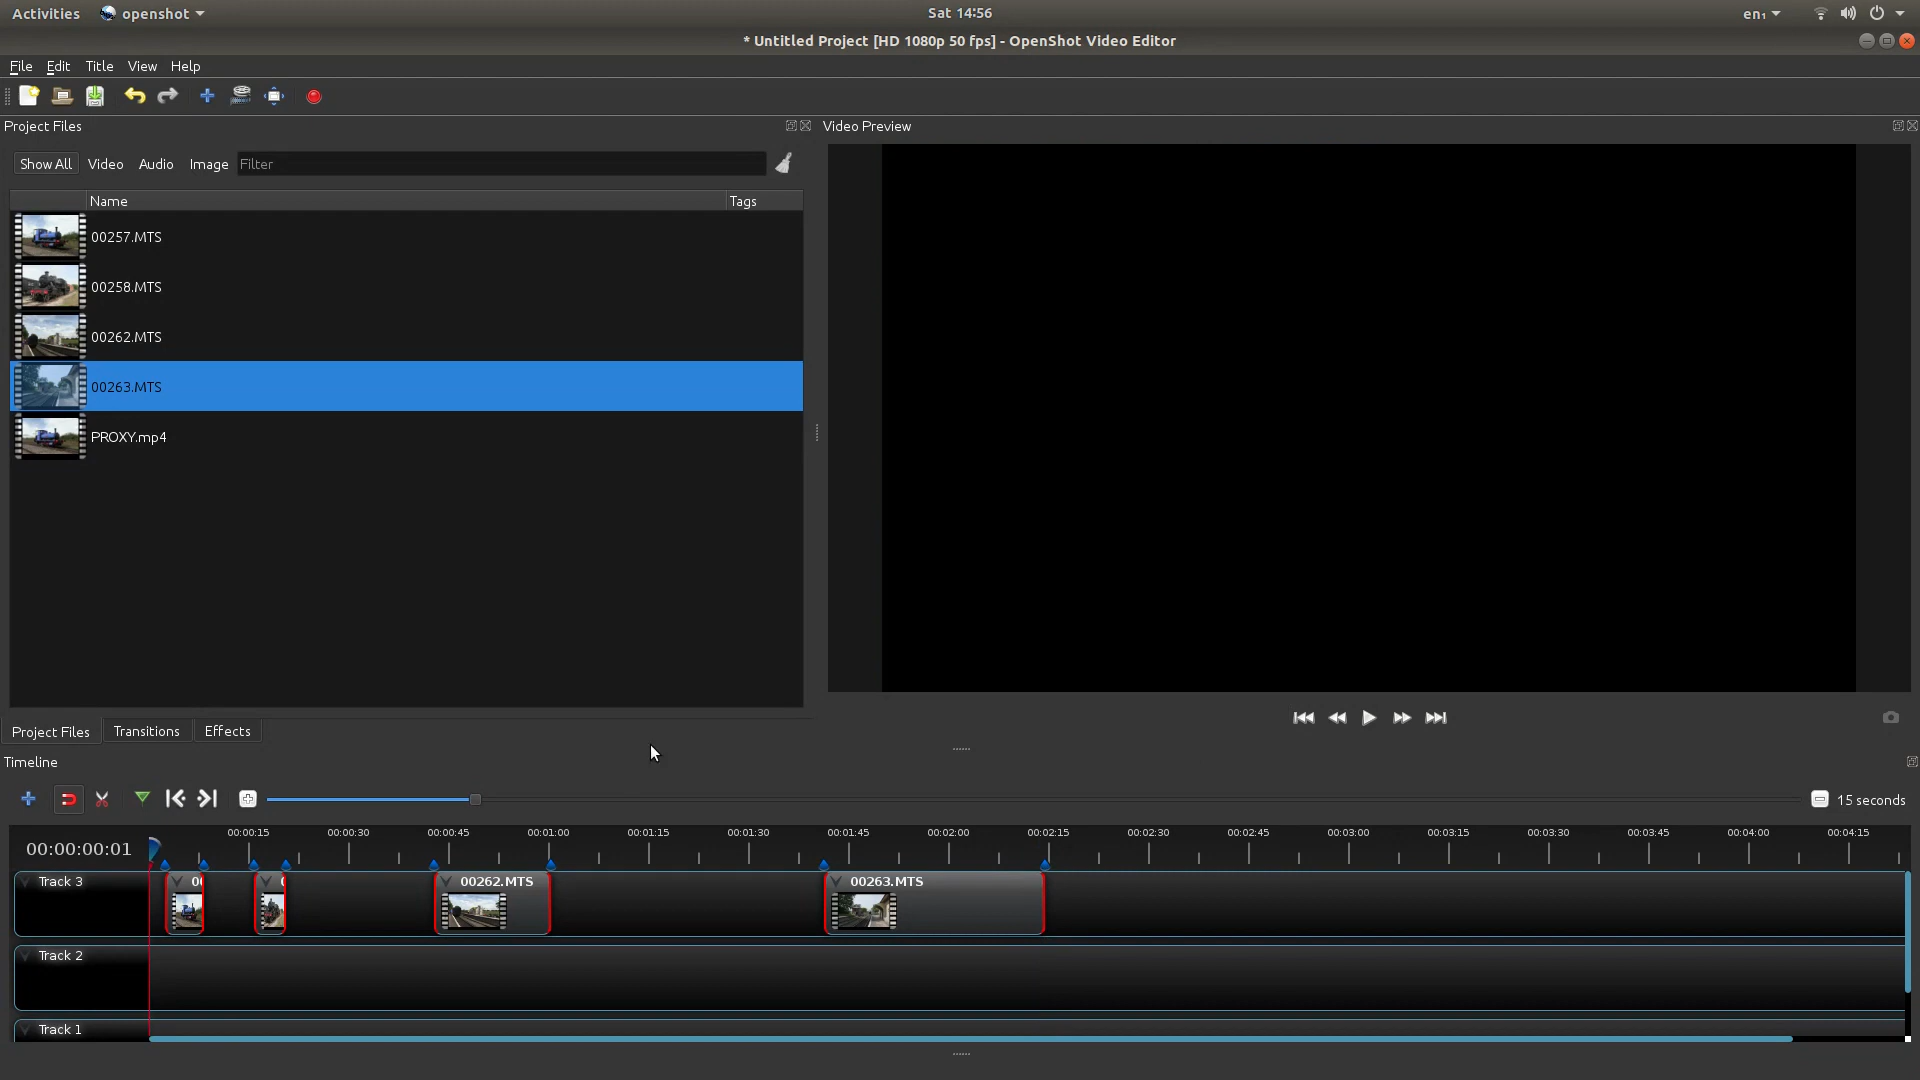 Activities openshot Sat 14:56 en₁
* Untitled Project [HD 1080p 50 fps] - OpenShot Video Editor
File Edit Title View Help
Project Files Video Preview
Show All Video Audio Image Filter
Name Tags
00257.MTS
00258.MTS
00262.MTS
00263.MTS
PROXY.mp4
Project Files Transitions Effects
Timeline
15 seconds
00:00:15 00:00:30 00:00:45 00:01:00 00:01:15 00:01:30 00:01:45 00:02:00 00:02:15 00:02:30 00:02:45 00:03:00 00:03:15 00:03:30 00:03:45 00:04:00 00:04:15
00:00:00:01
Track 3 00262.MTS 00263.MTS
Track 2
Track 1